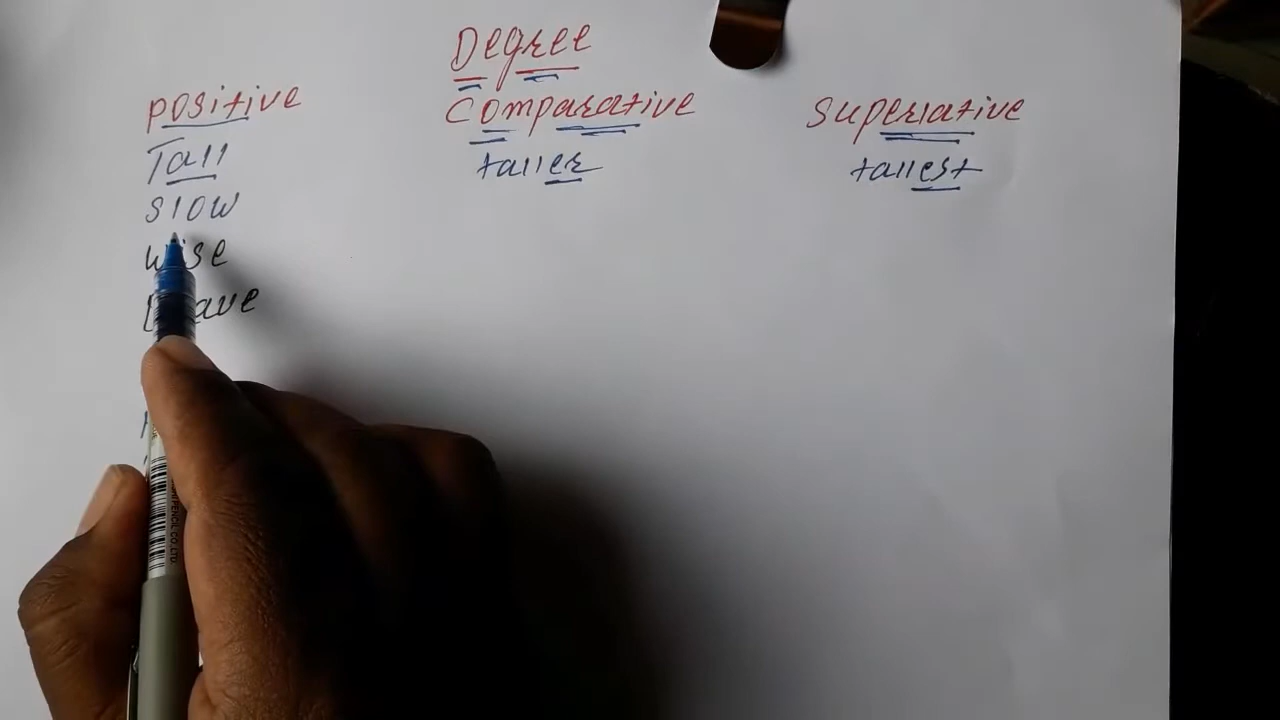 Degree
Positive Comparative Superlative
Tall taller tallest
Slow
Wise